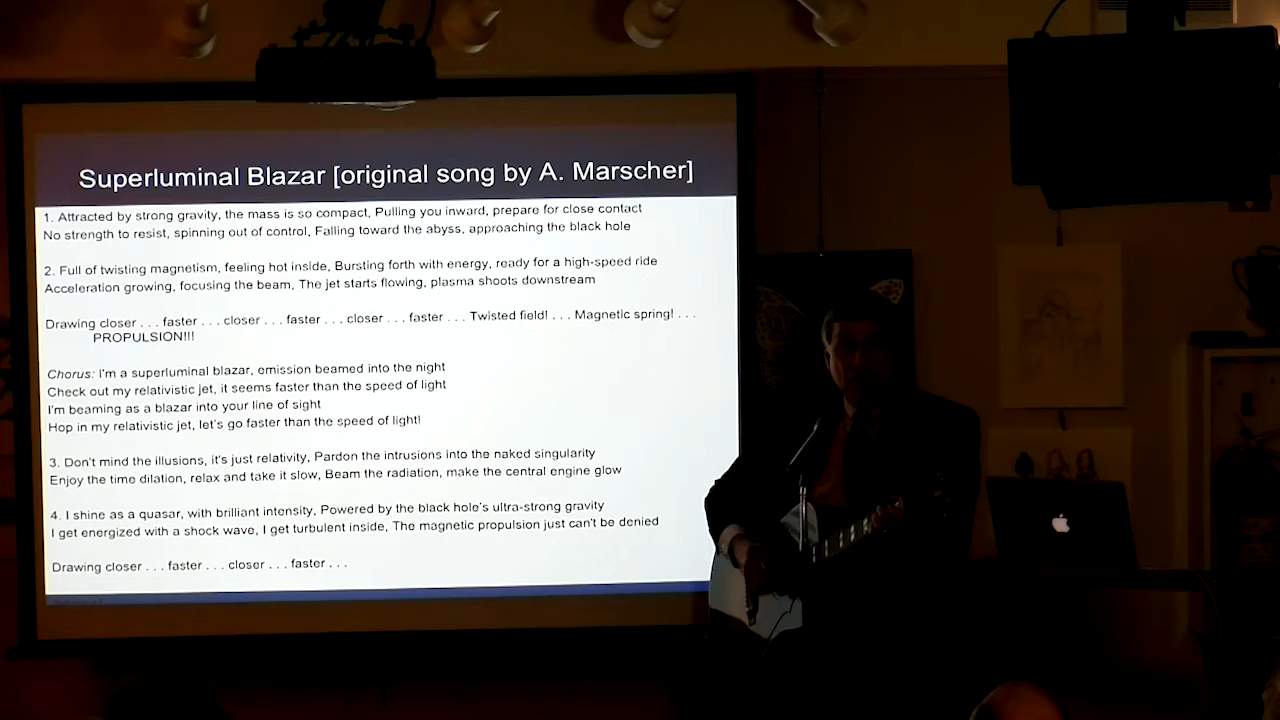 Superluminal Blazar [original song by A. Marscher]
1. Attracted by strong gravity, the mass is so compact, Pulling you inward, prepare for close contact
No strength to resist, spinning out of control, Falling toward the abyss, approaching the black hole
2. Full of twisting magnetism, feeling hot inside, Bursting forth with energy, ready for a high-speed ride
Acceleration growing, focusing the beam, The jet starts flowing, plasma shoots downstream
Drawing closer . . . faster . . . closer . . . faster . . . closer . . . faster . . . Twisted field! . . . Magnetic spring! . . .
PROPULSION!!!
Chorus: I'm a superluminal blazar, emission beamed into the night
Check out my relativistic jet, it seems faster than the speed of light
I'm beaming as a blazar into your line of sight
Hop in my relativistic jet, let's go faster than the speed of light!
3. Don't mind the illusions, it's just relativity, Pardon the intrusions into the naked singularity
Enjoy the time dilation, relax and take it slow, Beam the radiation, make the central engine glow
4. I shine as a quasar, with brilliant intensity, Powered by the black hole's ultra-strong gravity
I get energized with a shock wave, I get turbulent inside, The magnetic propulsion just can't be denied
Drawing closer . . . faster . . . closer . . . faster . . .